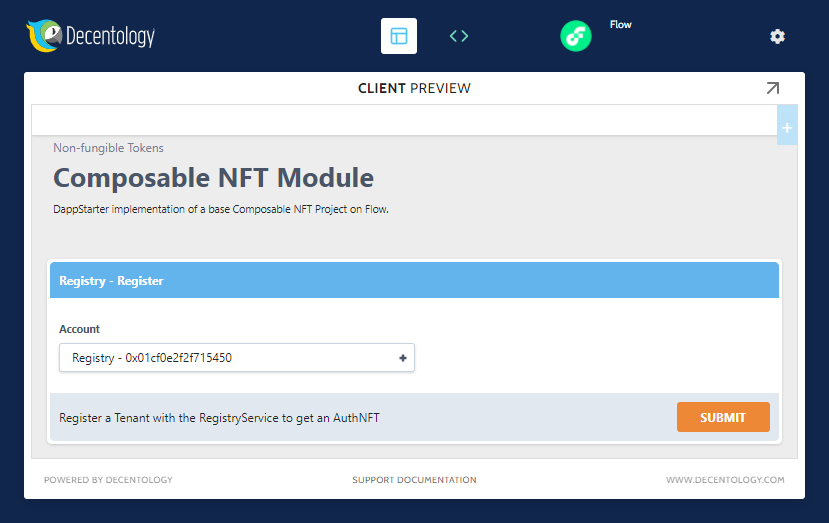 Decentology
Flow
CLIENT PREVIEW
+
Non-fungible Tokens
Composable NFT Module
DappStarter implementation of a base Composable NFT Project on Flow.
Registry - Register
Account
Registry - 0x01cf0e2f2f715450
Register a Tenant with the RegistryService to get an AuthNFT
SUBMIT
POWERED BY DECENTOLOGY
SUPPORT DOCUMENTATION
WWW.DECENTOLOGY.COM